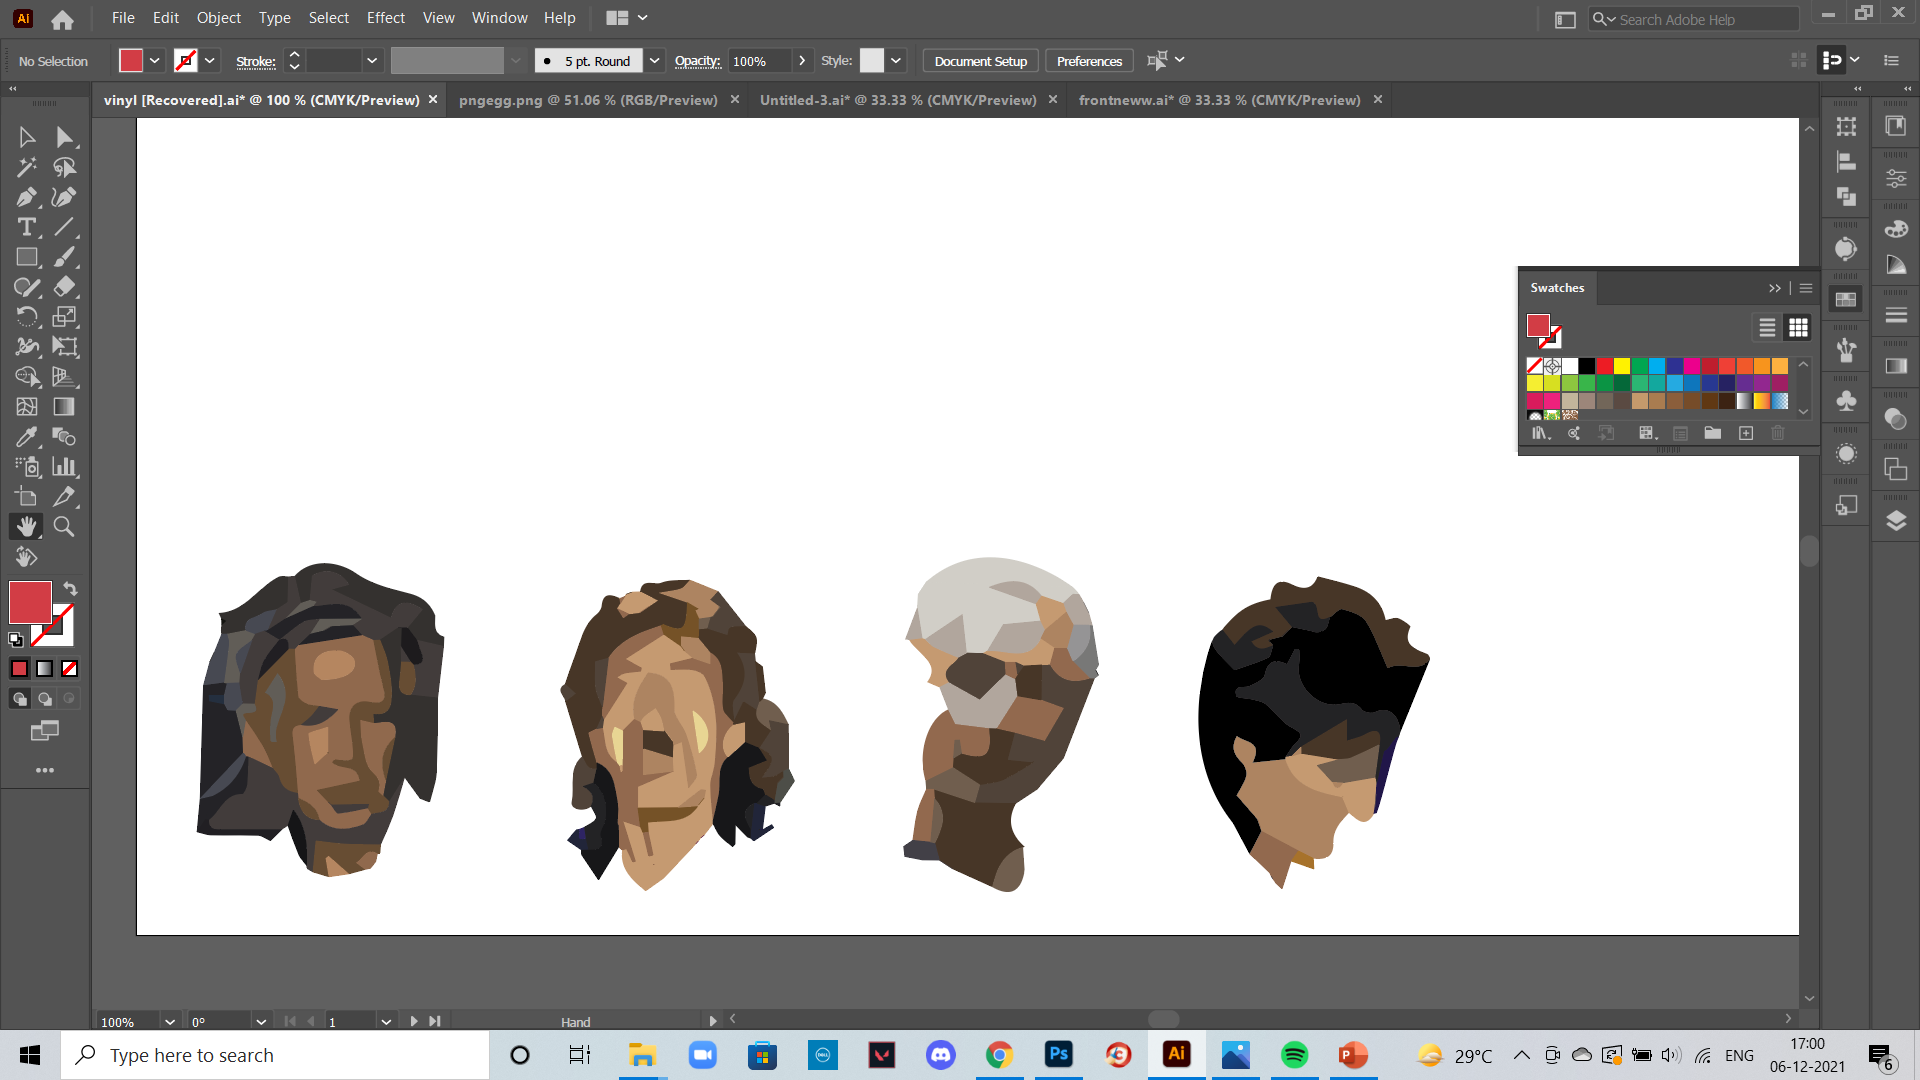 Ai File Edit Object Type Select Effect View Window Help Search Adobe Help
No Selection Stroke: 5 pt. Round Opacity: 100% Style: Document Setup Preferences
vinyl [Recovered].ai* @ 100 % (CMYK/Preview) × pngegg.png @ 51.06 % (RGB/Preview) × Untitled-3.ai* @ 33.33 % (CMYK/Preview) × frontneww.ai* @ 33.33 % (CMYK/Preview) ×
Swatches
100% 0° 1 Hand
Type here to search DELL Ps Ai P 29°C ENG 17:00
06-12-2021 6